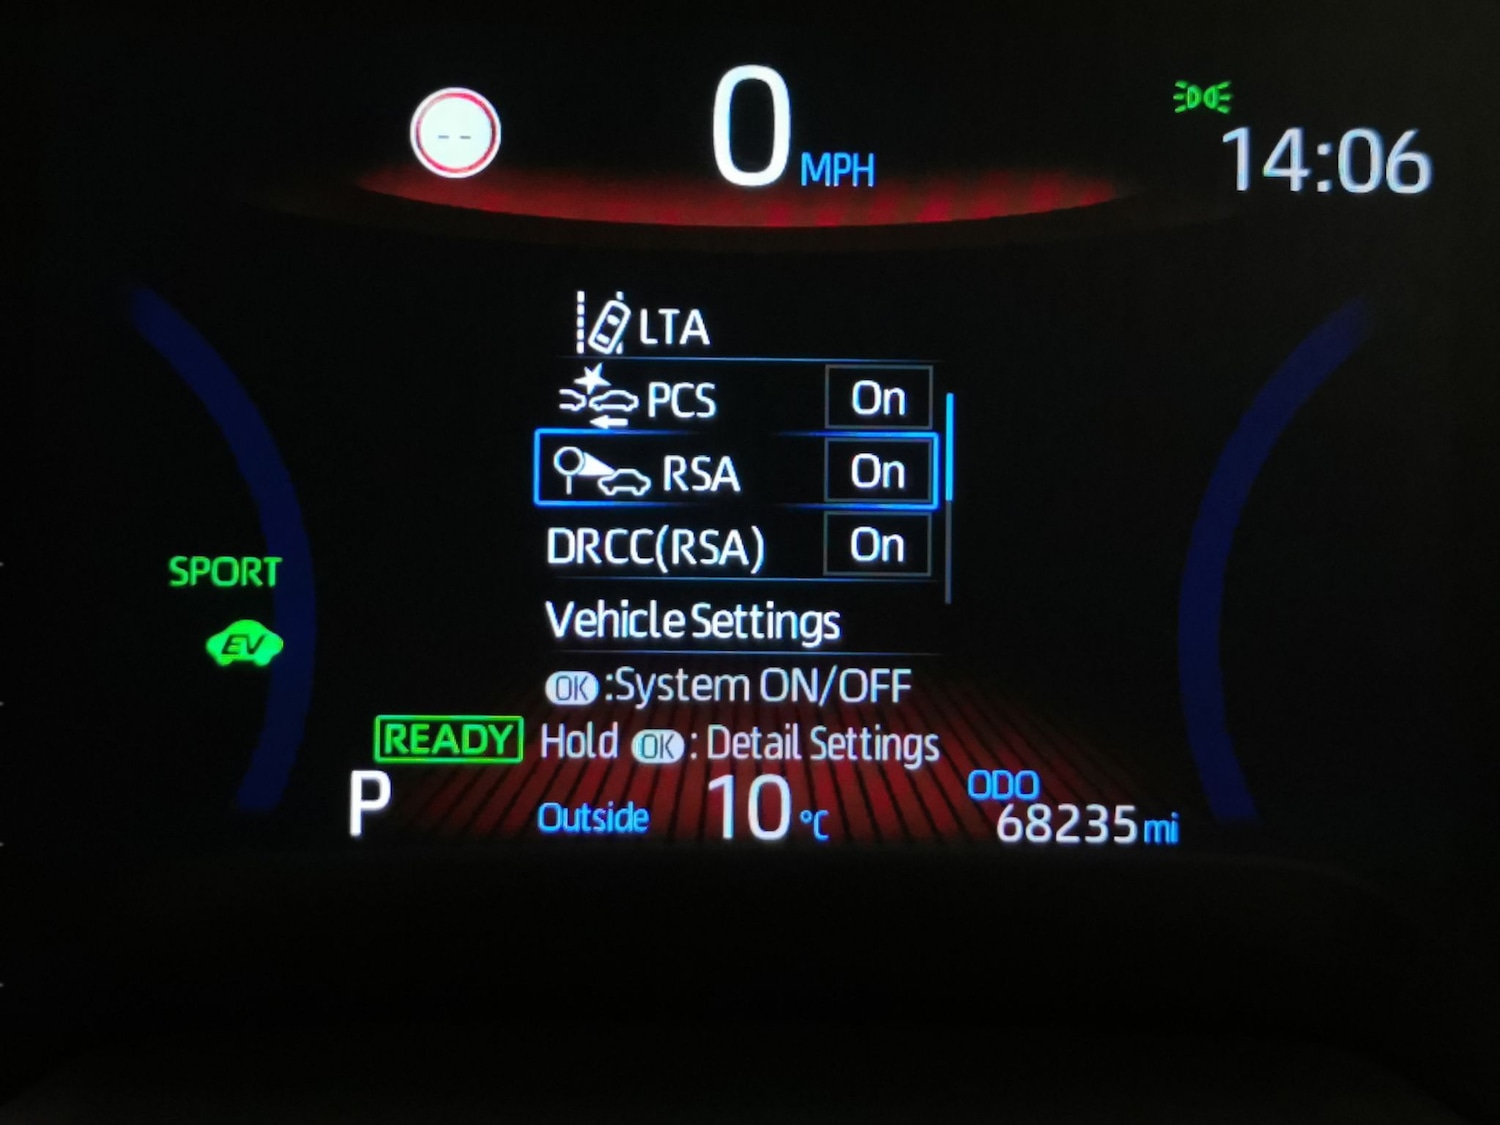 --
0 MPH
14:06
LTA
PCS On
RSA On
DRCC(RSA) On
Vehicle Settings
OK :System ON/OFF
Hold OK : Detail Settings
SPORT
EV
READY
P
Outside 10 °C
ODO
68235 mi